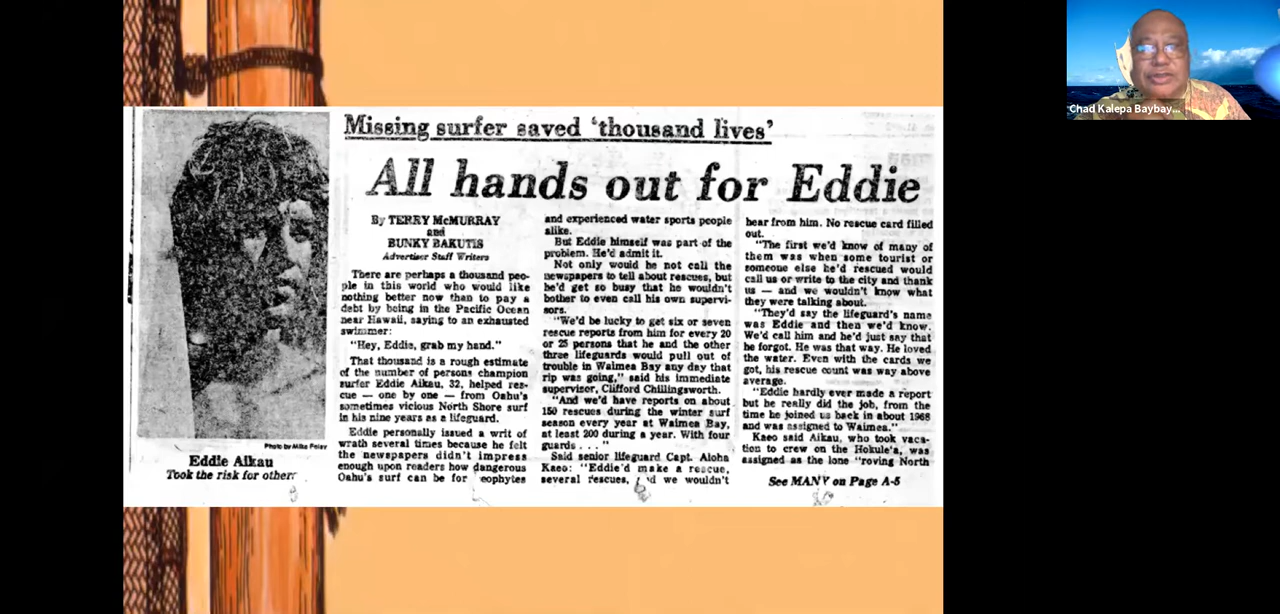 Missing surfer saved 'thousand lives'
All hands out for Eddie
By TERRY McMURRAY
and
BUNKY BAKUTIS
Advertiser Staff Writers
There are perhaps a thousand peo-
ple in this world who would like
nothing better now than to pay a
debt by being in the Pacific Ocean
near Hawaii, saying to an exhausted
swimmer:
"Hey, Eddie, grab my hand."
That thousand is a rough estimate
of the number of persons champion
surfer Eddie Aikau, 32, helped res-
cue — one by one — from Oahu's
sometimes vicious North Shore surf
in his nine years as a lifeguard.
Eddie personally issued a writ of
wrath several times because he felt
the newspapers didn't impress
enough upon readers how dangerous
Oahu's surf can be for eophytes
and experienced water sports people
alike.
But Eddie himself was part of the
problem. He'd admit it.
Not only would he not call the
newspapers to tell about rescues, but
he'd get so busy that he wouldn't
bother to even call his own supervi-
sors.
"We'd be lucky to get six or seven
rescue reports from him for every 20
or 25 persons that he and the other
three lifeguards would pull out of
trouble in Waimea Bay any day that
rip was going," said his immediate
supervisor, Clifford Chillingsworth.
"And we'd have reports on about
150 rescues during the winter surf
season every year at Waimea Bay,
at least 200 during a year. With four
guards . . . "
Said senior lifeguard Capt. Aloha
Kaeo: "Eddie'd make a rescue,
several rescues, we wouldn't
hear from him. No rescue card filled
out.
"The first we'd know of many of
them was when some tourist or
someone else he'd rescued would
call us or write to the city and thank
us — and we wouldn't know what
they were talking about.
"They'd say the lifeguard's name
was Eddie and then we'd know.
We'd call him and he'd just say that
he forgot. He was that way. He loved
the water. Even with the cards we
got, his rescue count was way above
average.
"Eddie hardly ever made a report
but he really did the job, from the
time he joined us back in about 1968
and was assigned to Waimea."
Kaeo said Aikau, who took vaca-
tion to crew on the Hokule'a, was
assigned as the lone "roving North
See MANY on Page A-5
Photo by Mike Foley
Eddie Aikau
Took the risk for others
Chad Kalepa Baybay...